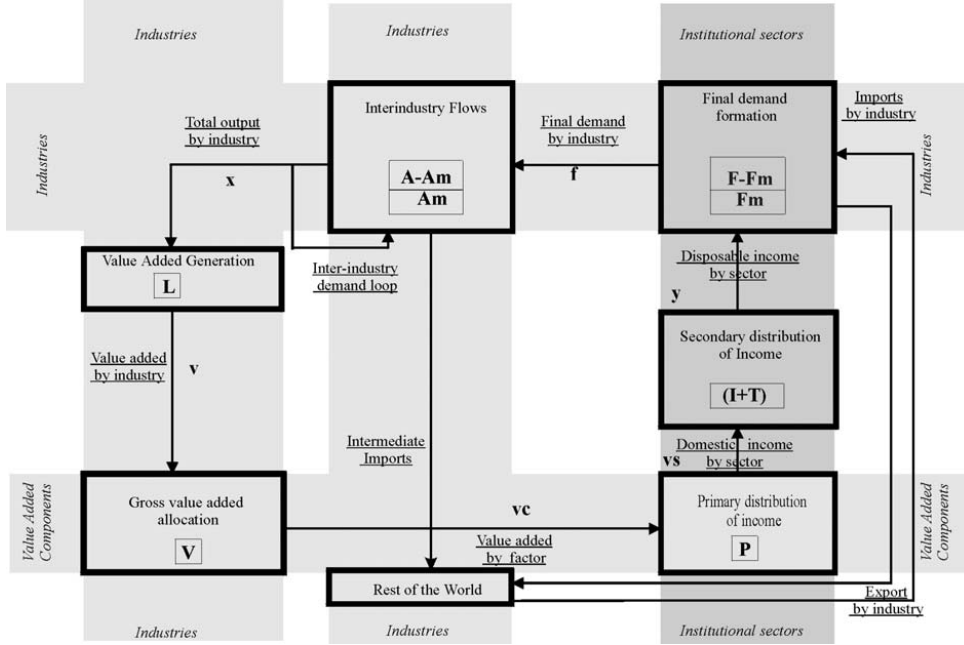 Industries
Industries
Institutional sectors
Industries
Interindustry Flows
A-Am
Am
Final demand
formation
F-Fm
Fm
Industries
Imports
by industry
Total output
by industry
x
Final demand
by industry
f
Value Added Generation
L
Inter-industry
demand loop
Disposable income
by sector
y
Secondary distribution
of Income
(I+T)
Value added
by industry
v
Intermediate
Imports
Domestic income
by sector
vs
Value Added
Components
Gross value added
allocation
V
vc
Value added
by factor
Primary distribution
of income
P
Value Added
Components
Rest of the World
Export
by industry
Industries
Industries
Institutional sectors